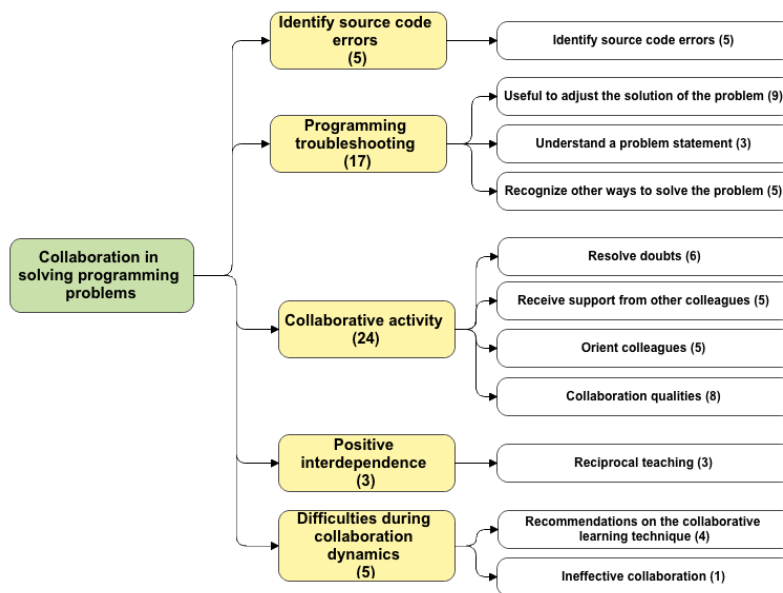 Identify source code
errors
(5)
Identify source code errors (5)
Useful to adjust the solution of the problem (9)
Programming
troubleshooting
(17)
Understand a problem statement (3)
Recognize other ways to solve the problem (5)
Collaboration in
solving programming
problems
Resolve doubts (6)
Receive support from other colleagues (5)
Collaborative activity
(24)
Orient colleagues (5)
Collaboration qualities (8)
Positive
interdependence
(3)
Reciprocal teaching (3)
Difficulties during
collaboration
dynamics
(5)
Recommendations on the collaborative
learning technique (4)
Ineffective collaboration (1)